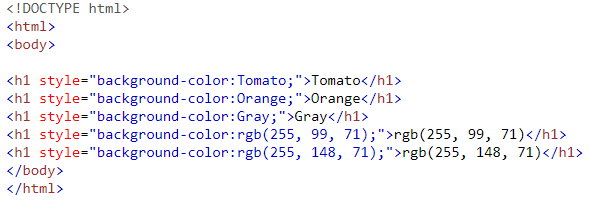 <!DOCTYPE html>
<html>
<body>
<h1 style="background-color:Tomato;">Tomato</h1>
<h1 style="background-color:Orange;">Orange</h1>
<h1 style="background-color:Gray;">Gray</h1>
<h1 style="background-color:rgb(255, 99, 71);">rgb(255, 99, 71)</h1>
<h1 style="background-color:rgb(255, 148, 71);">rgb(255, 148, 71)</h1>
</body>
</html>